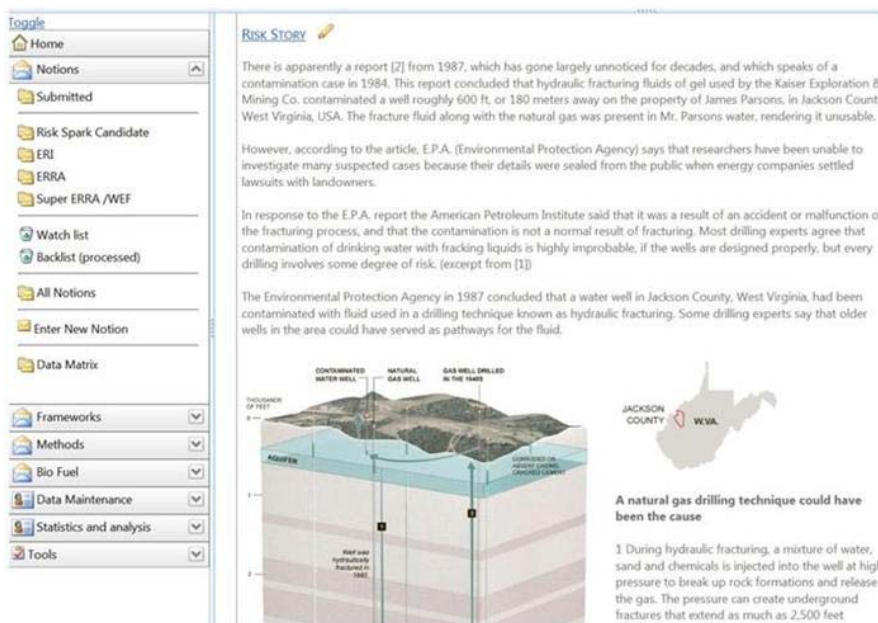 Toggle
Home
Notions
Submitted
Risk Spark Candidate
ERI
ERRA
Super ERRA /WEF
Watch list
Backlist (processed)
All Notions
Enter New Notion
Data Matrix
Frameworks
Methods
Bio Fuel
Data Maintenance
Statistics and analysis
Tools
RISK STORY
There is apparently a report [2] from 1987, which has gone largely unnoticed for decades, and which speaks of a
contamination case in 1984. This report concluded that hydraulic fracturing fluids of gel used by the Kaiser Exploration &
Mining Co. contaminated a well roughly 600 ft, or 180 meters away on the property of James Parsons, in Jackson Count
West Virginia, USA. The fracture fluid along with the natural gas was present in Mr. Parsons water, rendering it unusable.
However, according to the article, E.P.A. (Environmental Protection Agency) says that researchers have been unable to
investigate many suspected cases because their details were sealed from the public when energy companies settled
lawsuits with landowners.
In response to the E.P.A. report the American Petroleum Institute said that it was a result of an accident or malfunction o
the fracturing process, and that the contamination is not a normal result of fracturing. Most drilling experts agree that
contamination of drinking water with fracking liquids is highly improbable, if the wells are designed properly, but every
drilling involves some degree of risk. (excerpt from [1])
The Environmental Protection Agency in 1987 concluded that a water well in Jackson County, West Virginia, had been
contaminated with fluid used in a drilling technique known as hydraulic fracturing. Some drilling experts say that older
wells in the area could have served as pathways for the fluid.
CONTAMINATED
WATER WELL
NATURAL
GAS WELL
GAS WELL DRILLED
IN THE 1940S
THOUSANDS
OF FEET
0
AQUIFER
CORRODED OR
ABSENT CASING,
CRACKED CEMENT
1
1
2
Well was
hydraulically
fractured in
2
JACKSON
COUNTY
W.VA.
A natural gas drilling technique could have
been the cause
1 During hydraulic fracturing, a mixture of water,
sand and chemicals is injected into the well at high
pressure to break up rock formations and release
the gas. The pressure can create underground
fractures that extend as much as 2,500 feet